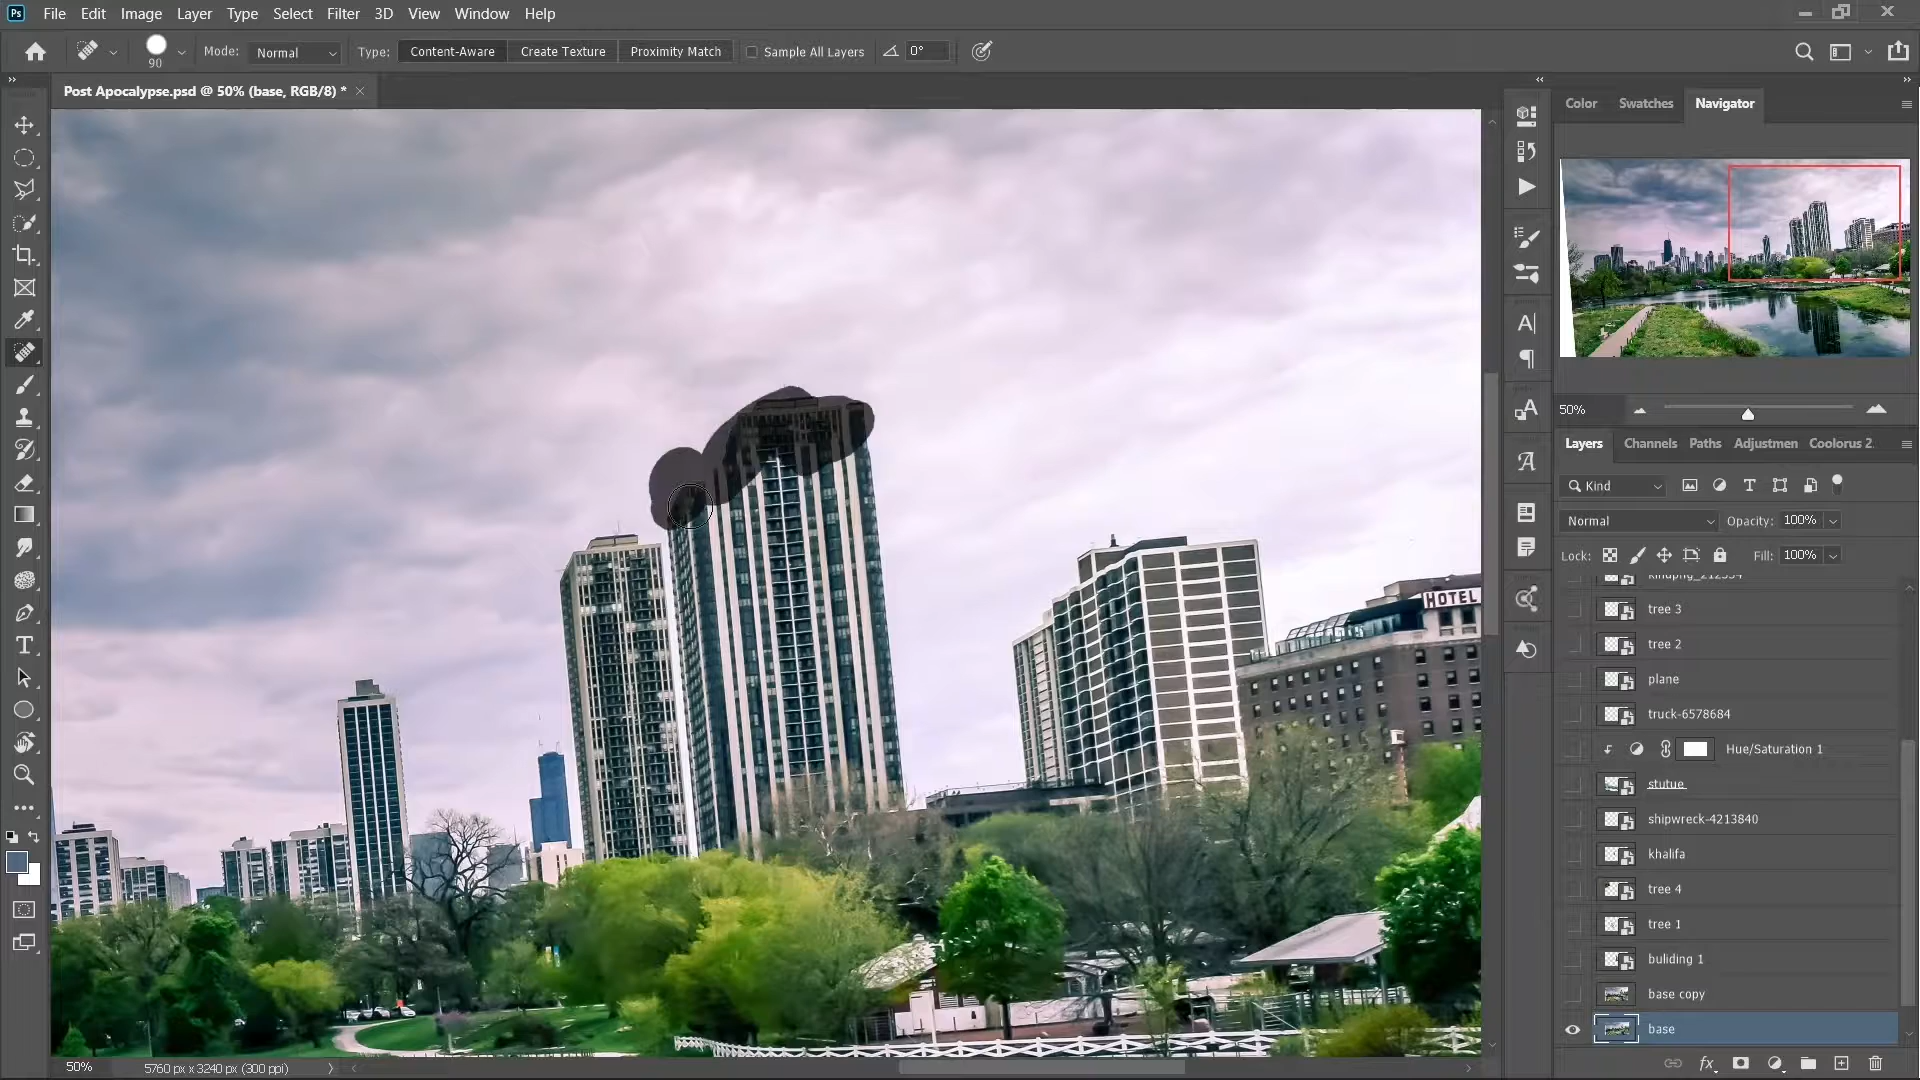 Ps File Edit Image Layer Type Select Filter 3D View Window Help
90 Mode: Normal Type: Content-Aware Create Texture Proximity Match Sample All Layers 0°
Post Apocalypse.psd @ 50% (base, RGB/8) *
Color Swatches Navigator
50%
Layers Channels Paths Adjustmen Coolorus 2
Kind
Normal Opacity: 100%
Lock: Fill: 100%
tree 3
tree 2
plane
truck-6578684
Hue/Saturation 1
stutue
shipwreck-4213840
khalifa
tree 4
tree 1
buliding 1
base copy
base
HOTEL
50% 5760 px x 3240 px (300 ppi)